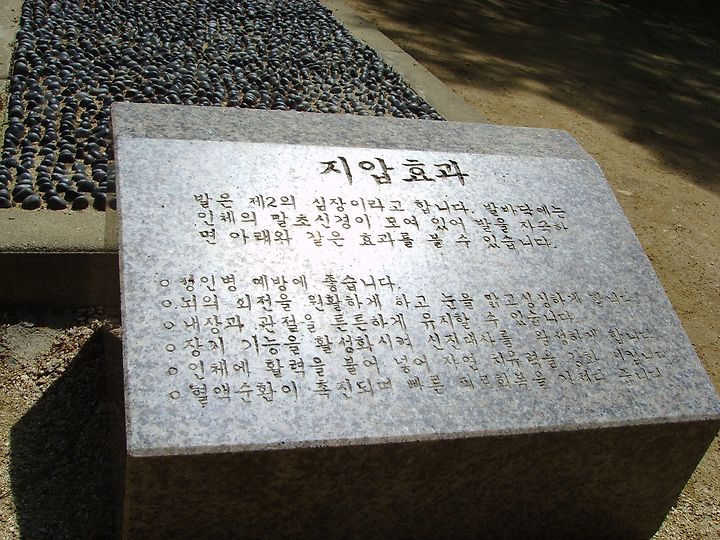 지압효과
발은 제2의 심장이라고 합니다. 발바닥에는
인체의 말초신경이 모여 있어 발을 자극하
면 아래와 같은 효과를 볼 수 있습니다.
○성인병 예방에 좋습니다.
○뇌의 회전을 원활하게 하고 눈을 맑고싱싱하게 합니다.
○내장과 관절을 튼튼하게 유지할 수 있습니다.
○장기 기능을 활성화시켜 신진대사를 왕성하게 합니다.
○인체에 활력을 불어 넣어 자연 치유력을 강화 시킵니다.
○혈액순환이 촉진되며 빠른 피로회복을 가져다 줍니다.